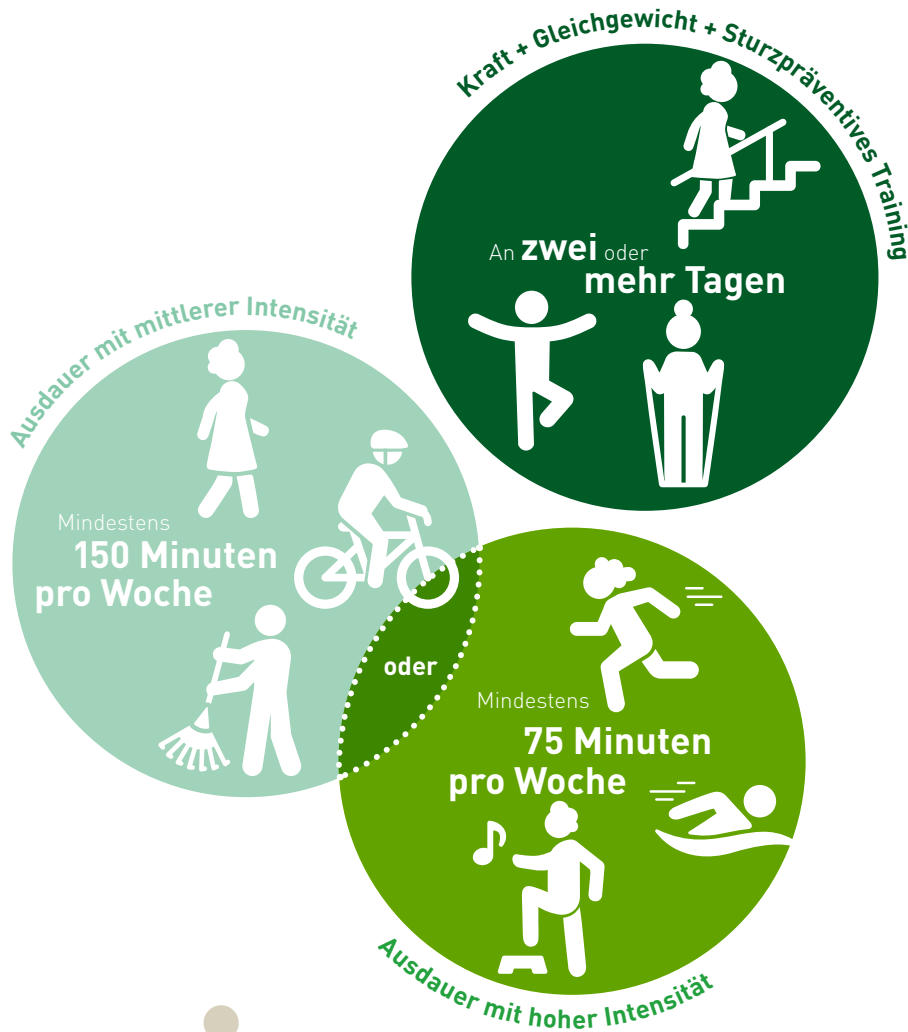 Kraft + Gleichgewicht + Sturzpräventives Training
An zwei oder
mehr Tagen
Ausdauer mit mittlerer Intensität
Mindestens
150 Minuten
pro Woche
oder
Mindestens
75 Minuten
pro Woche
Ausdauer mit hoher Intensität